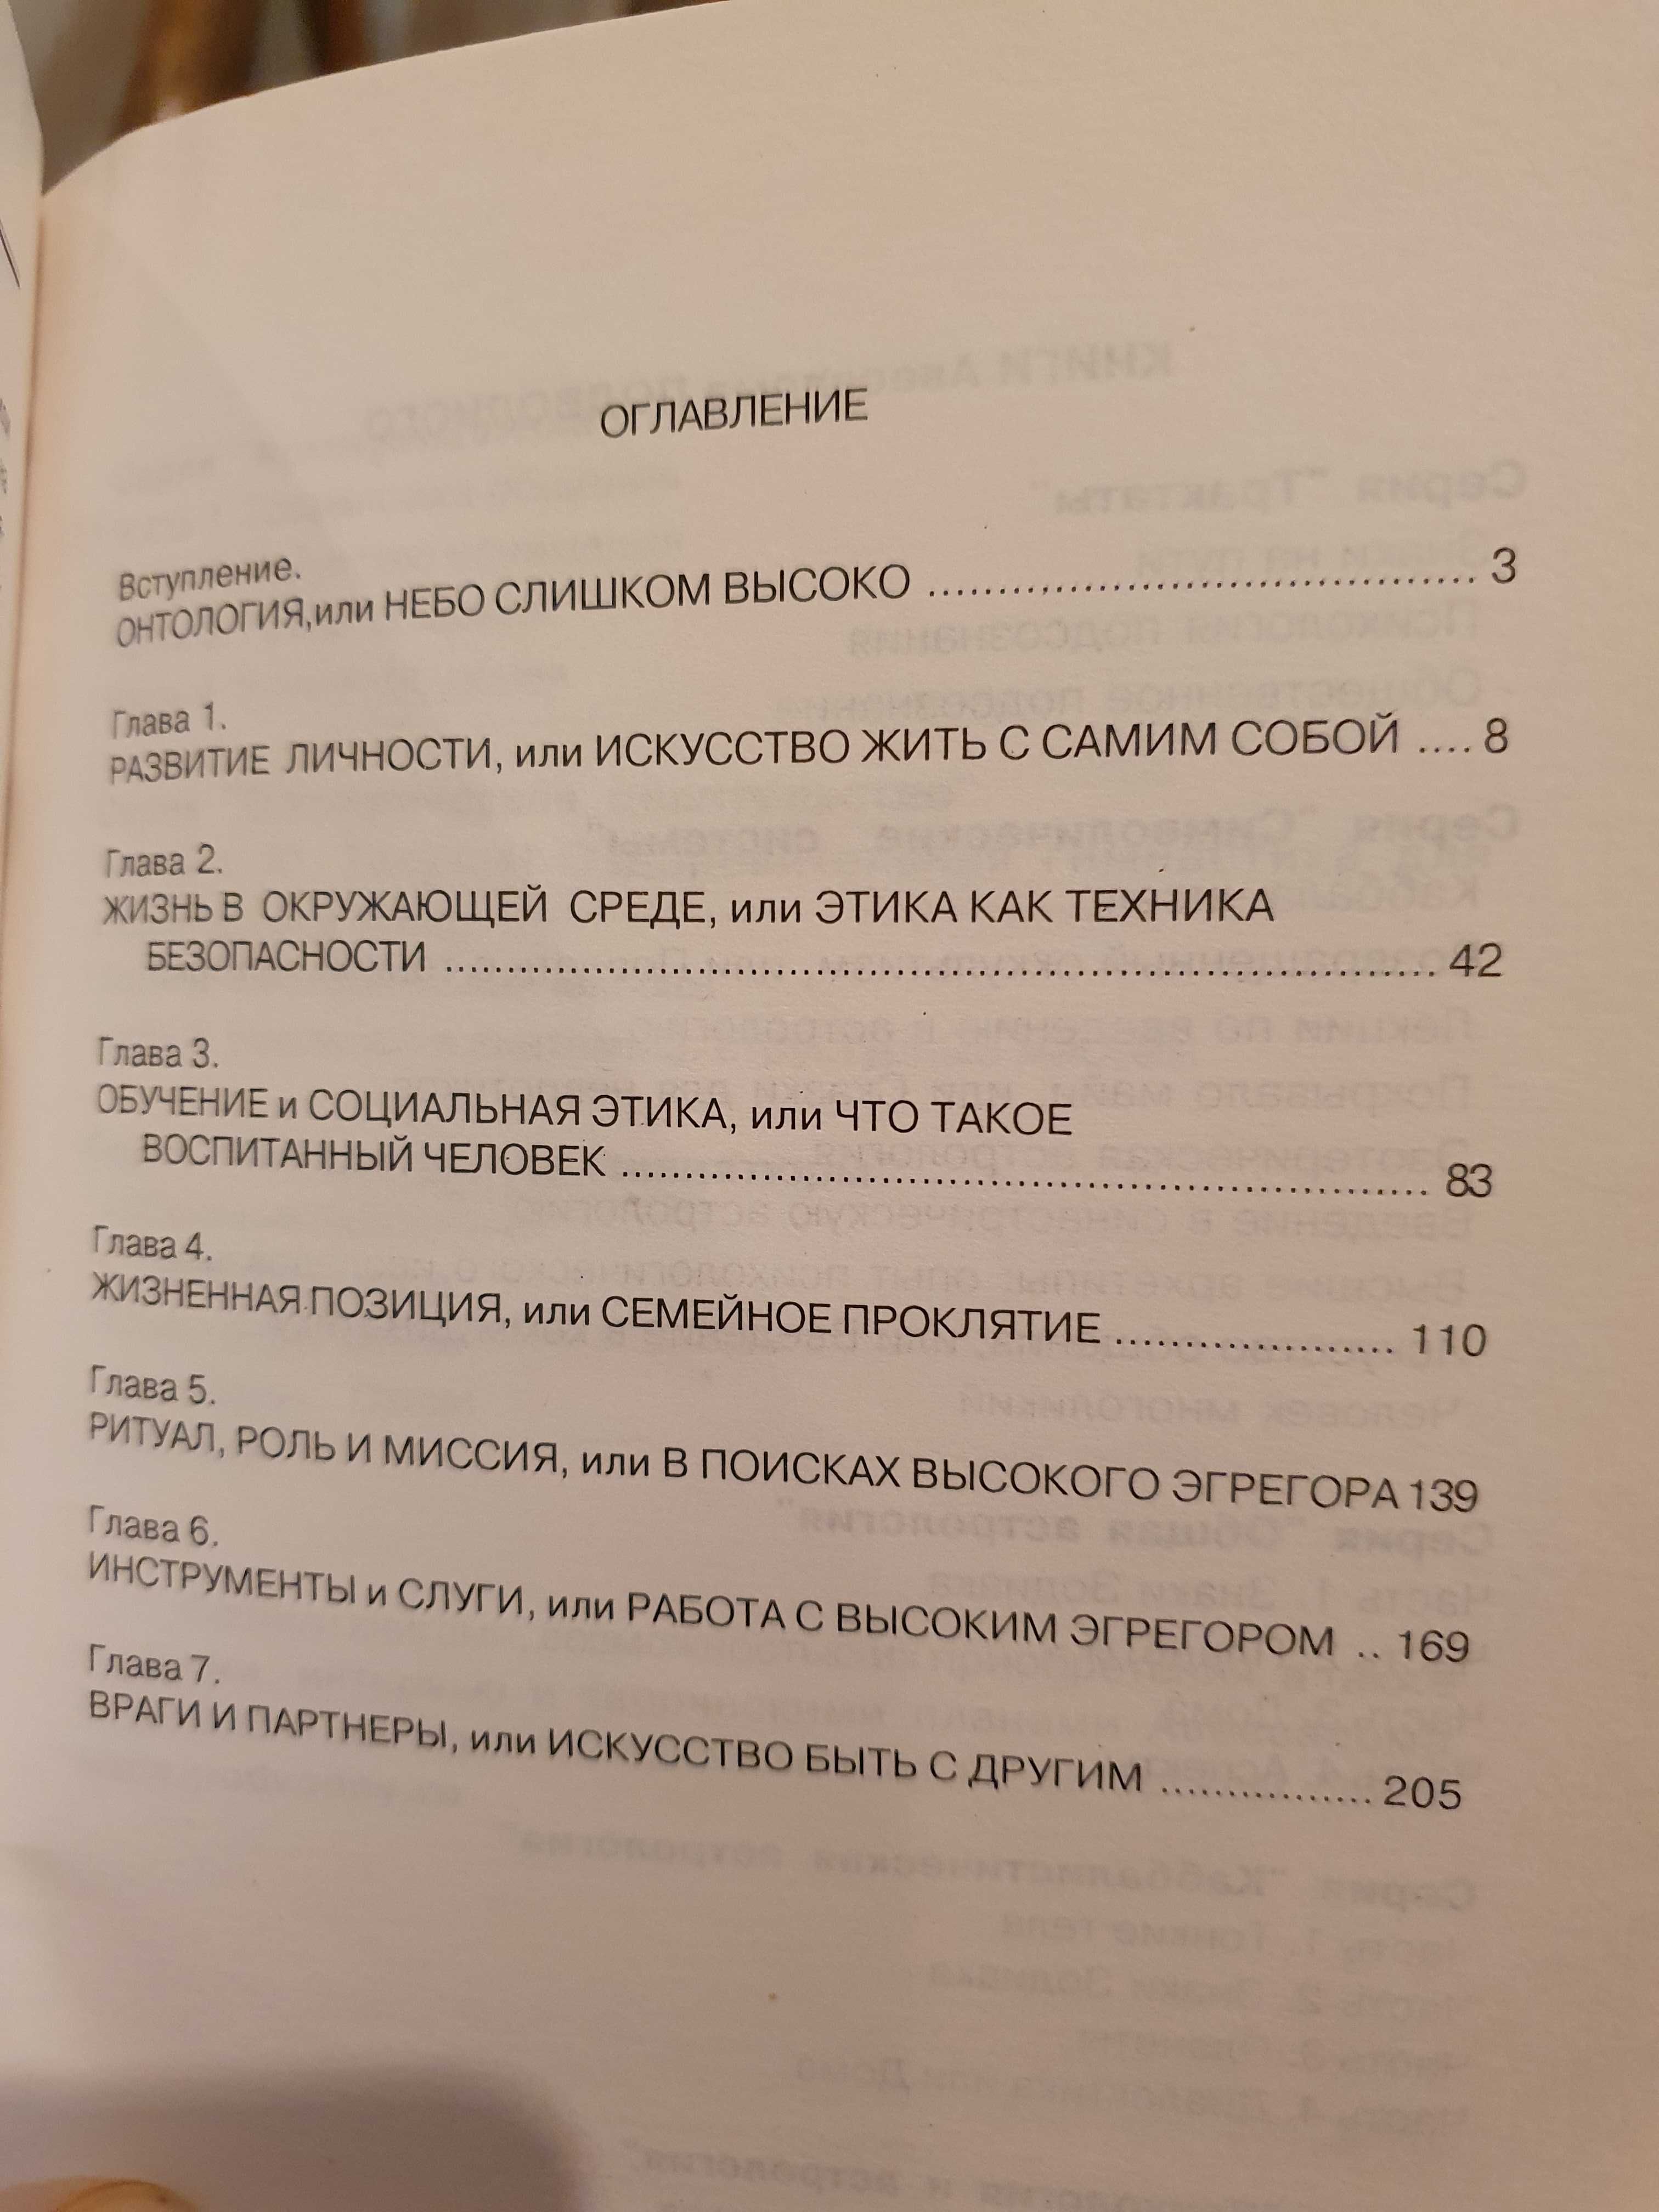 ОГЛАВЛЕНИЕ
Вступление.
ОНТОЛОГИЯ,или НЕБО СЛИШКОМ ВЫСОКО ........................................ 3
Глава 1.
РАЗВИТИЕ ЛИЧНОСТИ, или ИСКУССТВО ЖИТЬ С САМИМ СОБОЙ .... 8
Глава 2.
ЖИЗНЬ В ОКРУЖАЮЩЕЙ СРЕДЕ, или ЭТИКА КАК ТЕХНИКА
БЕЗОПАСНОСТИ ........................................................................ 42
Глава 3.
ОБУЧЕНИЕ и СОЦИАЛЬНАЯ ЭТИКА, или ЧТО ТАКОЕ
ВОСПИТАННЫЙ ЧЕЛОВЕК ........................................................... 83
Глава 4.
ЖИЗНЕННАЯ ПОЗИЦИЯ, или СЕМЕЙНОЕ ПРОКЛЯТИЕ ..................... 110
Глава 5.
РИТУАЛ, РОЛЬ И МИССИЯ, или В ПОИСКАХ ВЫСОКОГО ЭГРЕГОРА 139
Глава 6.
ИНСТРУМЕНТЫ и СЛУГИ, или РАБОТА С ВЫСОКИМ ЭГРЕГОРОМ .. 169
Глава 7.
ВРАГИ И ПАРТНЕРЫ, или ИСКУССТВО БЫТЬ С ДРУГИМ ................ 205